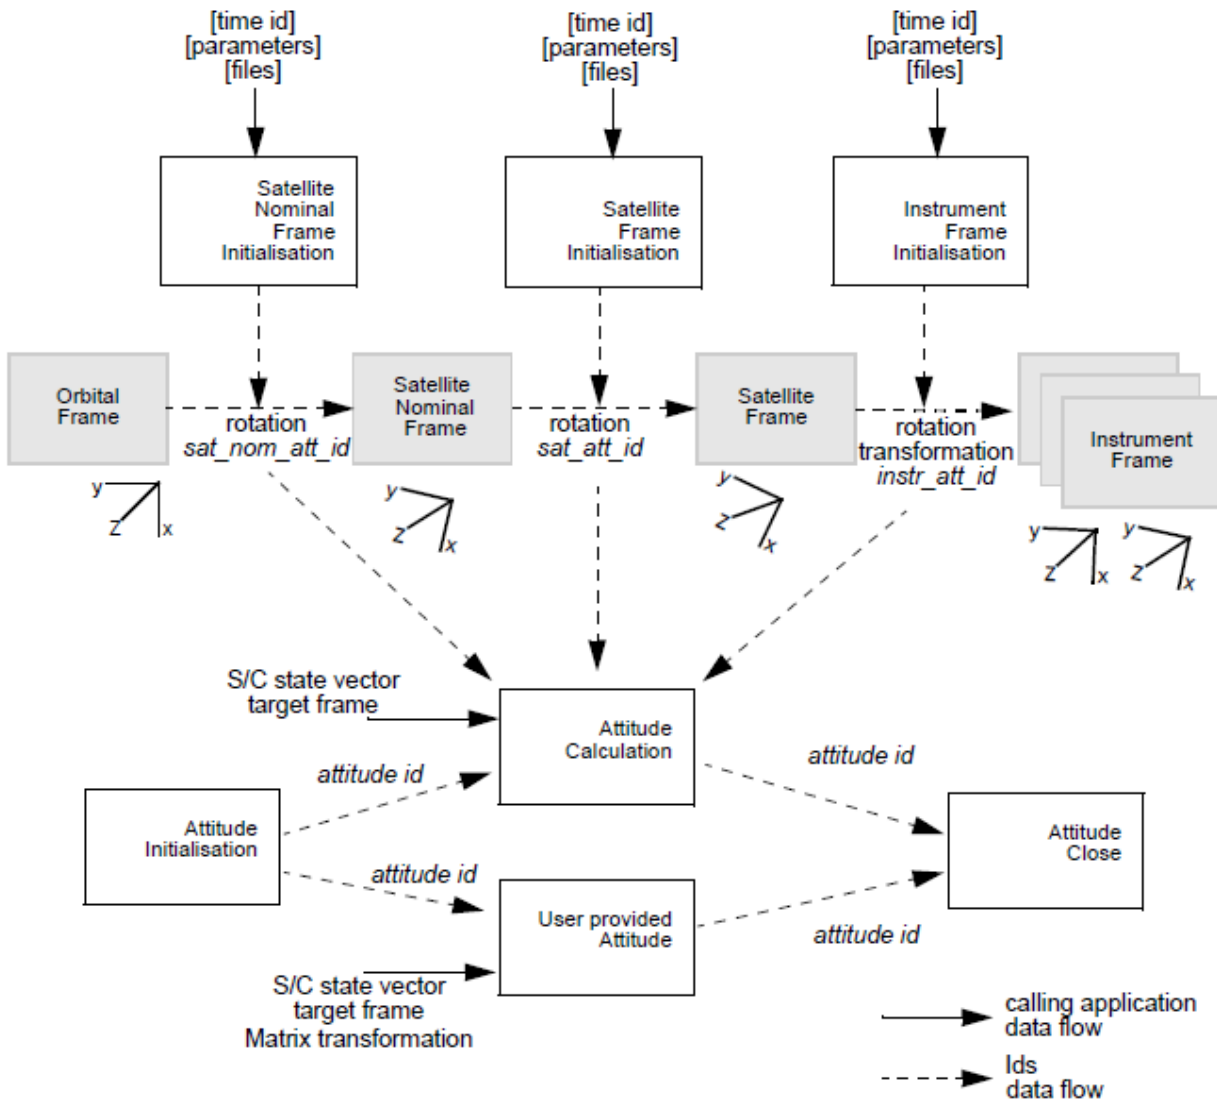 [time id]
[parameters]
[files]
[time id]
[parameters]
[files]
[time id]
[parameters]
[files]
Satellite
Nominal
Frame
Initialisation
Satellite
Frame
Initialisation
Instrument
Frame
Initialisation
Orbital
Frame
rotation
sat_nom_att_id
Satellite
Nominal
Frame
rotation
sat_att_id
Satellite
Frame
rotation
transformation
instr_att_id
Instrument
Frame
y
Z
x
y
Z
x
y
Z
x
y
Z
x
y
Z
x
S/C state vector
target frame
Attitude
Calculation
attitude id
attitude id
Attitude
Initialisation
Attitude
Close
attitude id
User provided
Attitude
attitude id
S/C state vector
target frame
Matrix transformation
calling application
data flow
Ids
data flow